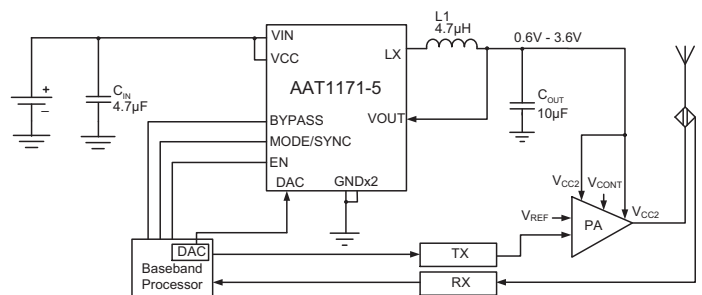 L1
4.7µH
0.6V - 3.6V
VIN
VCC
LX
AAT1171-5
+
–
CIN
4.7µF
COUT
10µF
BYPASS
VOUT
MODE/SYNC
EN
DAC
GNDx2
VCC2
VCONT
VCC2
VREF
PA
DAC
Baseband
Processor
TX
RX